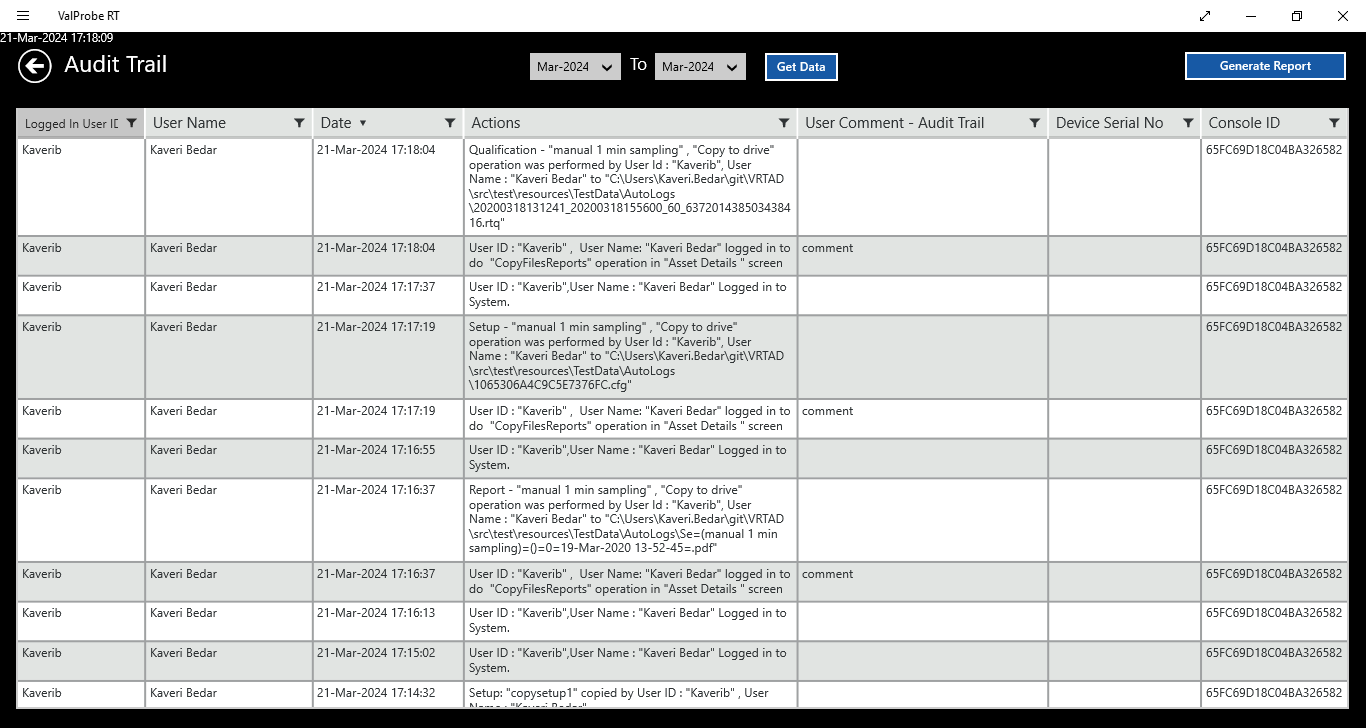 ValProbe RT
21-Mar-2024 17:18:09
Audit Trail
Mar-2024
To
Mar-2024
Get Data
Generate Report
Logged In User ID
User Name
Date
Actions
User Comment - Audit Trail
Device Serial No
Console ID
Kaverib
Kaveri Bedar
21-Mar-2024 17:18:04
Qualification - "manual 1 min sampling" , "Copy to drive"
operation was performed by User Id : "Kaverib", User
Name : "Kaveri Bedar" to "C:\Users\Kaveri.Bedar\git\VRTAD
\src\test\resources\TestData\AutoLogs
\20200318131241_20200318155600_60_6372014385034384
16.rtq"
65FC69D18C04BA326582
Kaverib
Kaveri Bedar
21-Mar-2024 17:18:04
User ID : "Kaverib" ,  User Name: "Kaveri Bedar" logged in to
do  "CopyFilesReports" operation in "Asset Details " screen
comment
65FC69D18C04BA326582
Kaverib
Kaveri Bedar
21-Mar-2024 17:17:37
User ID : "Kaverib",User Name : "Kaveri Bedar" Logged in to
System.
65FC69D18C04BA326582
Kaverib
Kaveri Bedar
21-Mar-2024 17:17:19
Setup - "manual 1 min sampling" , "Copy to drive"
operation was performed by User Id : "Kaverib", User
Name : "Kaveri Bedar" to "C:\Users\Kaveri.Bedar\git\VRTAD
\src\test\resources\TestData\AutoLogs
\1065306A4C9C5E7376FC.cfg"
65FC69D18C04BA326582
Kaverib
Kaveri Bedar
21-Mar-2024 17:17:19
User ID : "Kaverib" ,  User Name: "Kaveri Bedar" logged in to
do  "CopyFilesReports" operation in "Asset Details " screen
comment
65FC69D18C04BA326582
Kaverib
Kaveri Bedar
21-Mar-2024 17:16:55
User ID : "Kaverib",User Name : "Kaveri Bedar" Logged in to
System.
65FC69D18C04BA326582
Kaverib
Kaveri Bedar
21-Mar-2024 17:16:37
Report - "manual 1 min sampling" , "Copy to drive"
operation was performed by User Id : "Kaverib", User
Name : "Kaveri Bedar" to "C:\Users\Kaveri.Bedar\git\VRTAD
\src\test\resources\TestData\AutoLogs\Se=(manual 1 min
sampling)=()=0=19-Mar-2020 13-52-45=.pdf"
65FC69D18C04BA326582
Kaverib
Kaveri Bedar
21-Mar-2024 17:16:37
User ID : "Kaverib" ,  User Name: "Kaveri Bedar" logged in to
do  "CopyFilesReports" operation in "Asset Details " screen
comment
65FC69D18C04BA326582
Kaverib
Kaveri Bedar
21-Mar-2024 17:16:13
User ID : "Kaverib",User Name : "Kaveri Bedar" Logged in to
System.
65FC69D18C04BA326582
Kaverib
Kaveri Bedar
21-Mar-2024 17:15:02
User ID : "Kaverib",User Name : "Kaveri Bedar" Logged in to
System.
65FC69D18C04BA326582
Kaverib
Kaveri Bedar
21-Mar-2024 17:14:32
Setup: "copysetup1" copied by User ID : "Kaverib" , User
Name : "Kaveri Bedar"
65FC69D18C04BA326582